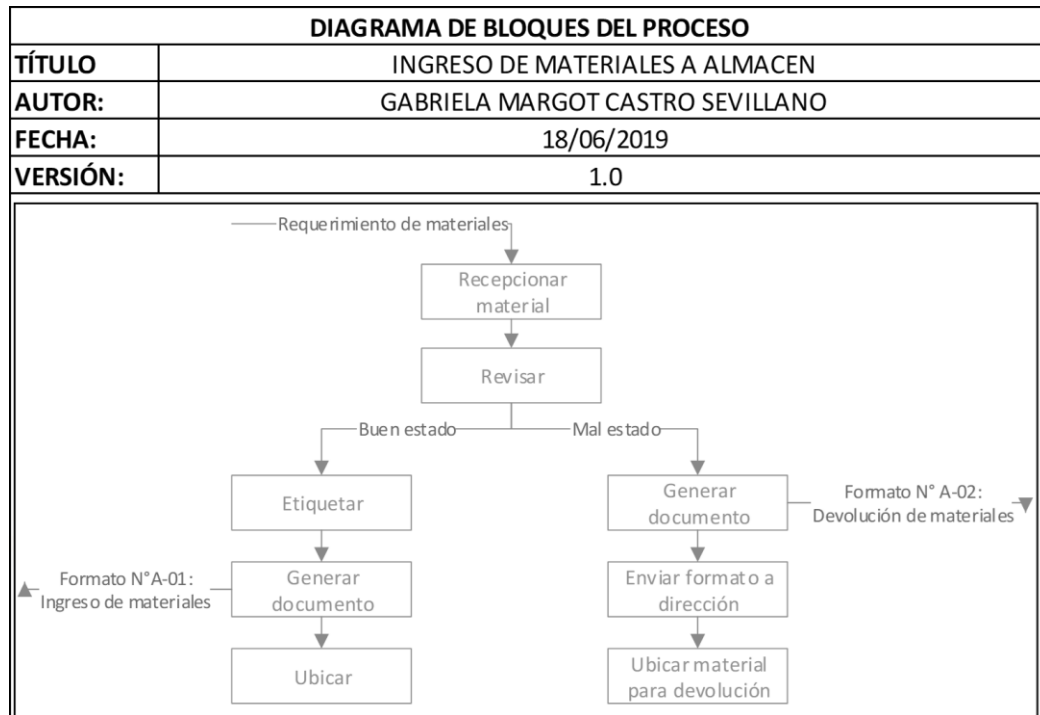 DIAGRAMA DE BLOQUES DEL PROCESO
TÍTULO
INGRESO DE MATERIALES A ALMACEN
AUTOR:
GABRIELA MARGOT CASTRO SEVILLANO
FECHA:
18/06/2019
VERSIÓN:
1.0
Requerimiento de materiales
Recepcionar
material
Revisar
Buen estado
Mal estado
Etiquetar
Generar
documento
Formato N° A-02:
Devolución de materiales
Formato N°A-01:
Ingreso de materiales
Generar
documento
Enviar formato a
dirección
Ubicar
Ubicar material
para devolución